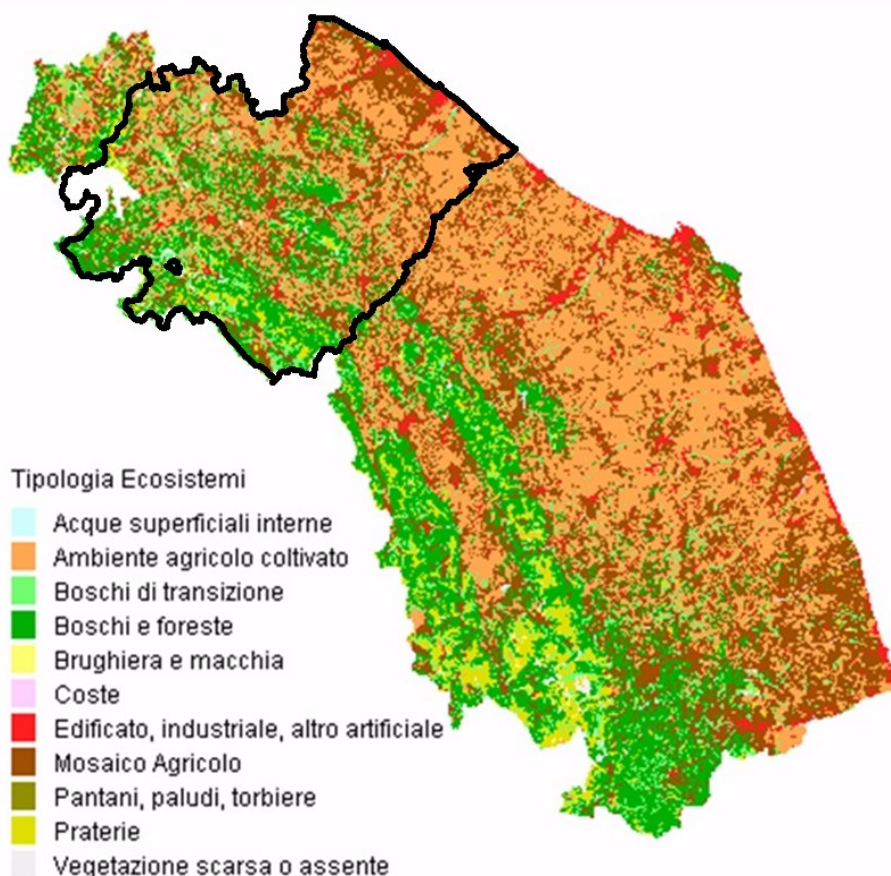 Tipologia Ecosistemi
Acque superficiali interne
Ambiente agricolo coltivato
Boschi di transizione
Boschi e foreste
Brughiera e macchia
Coste
Edificato, industriale, altro artificiale
Mosaico Agricolo
Pantani, paludi, torbiere
Praterie
Vegetazione scarsa o assente